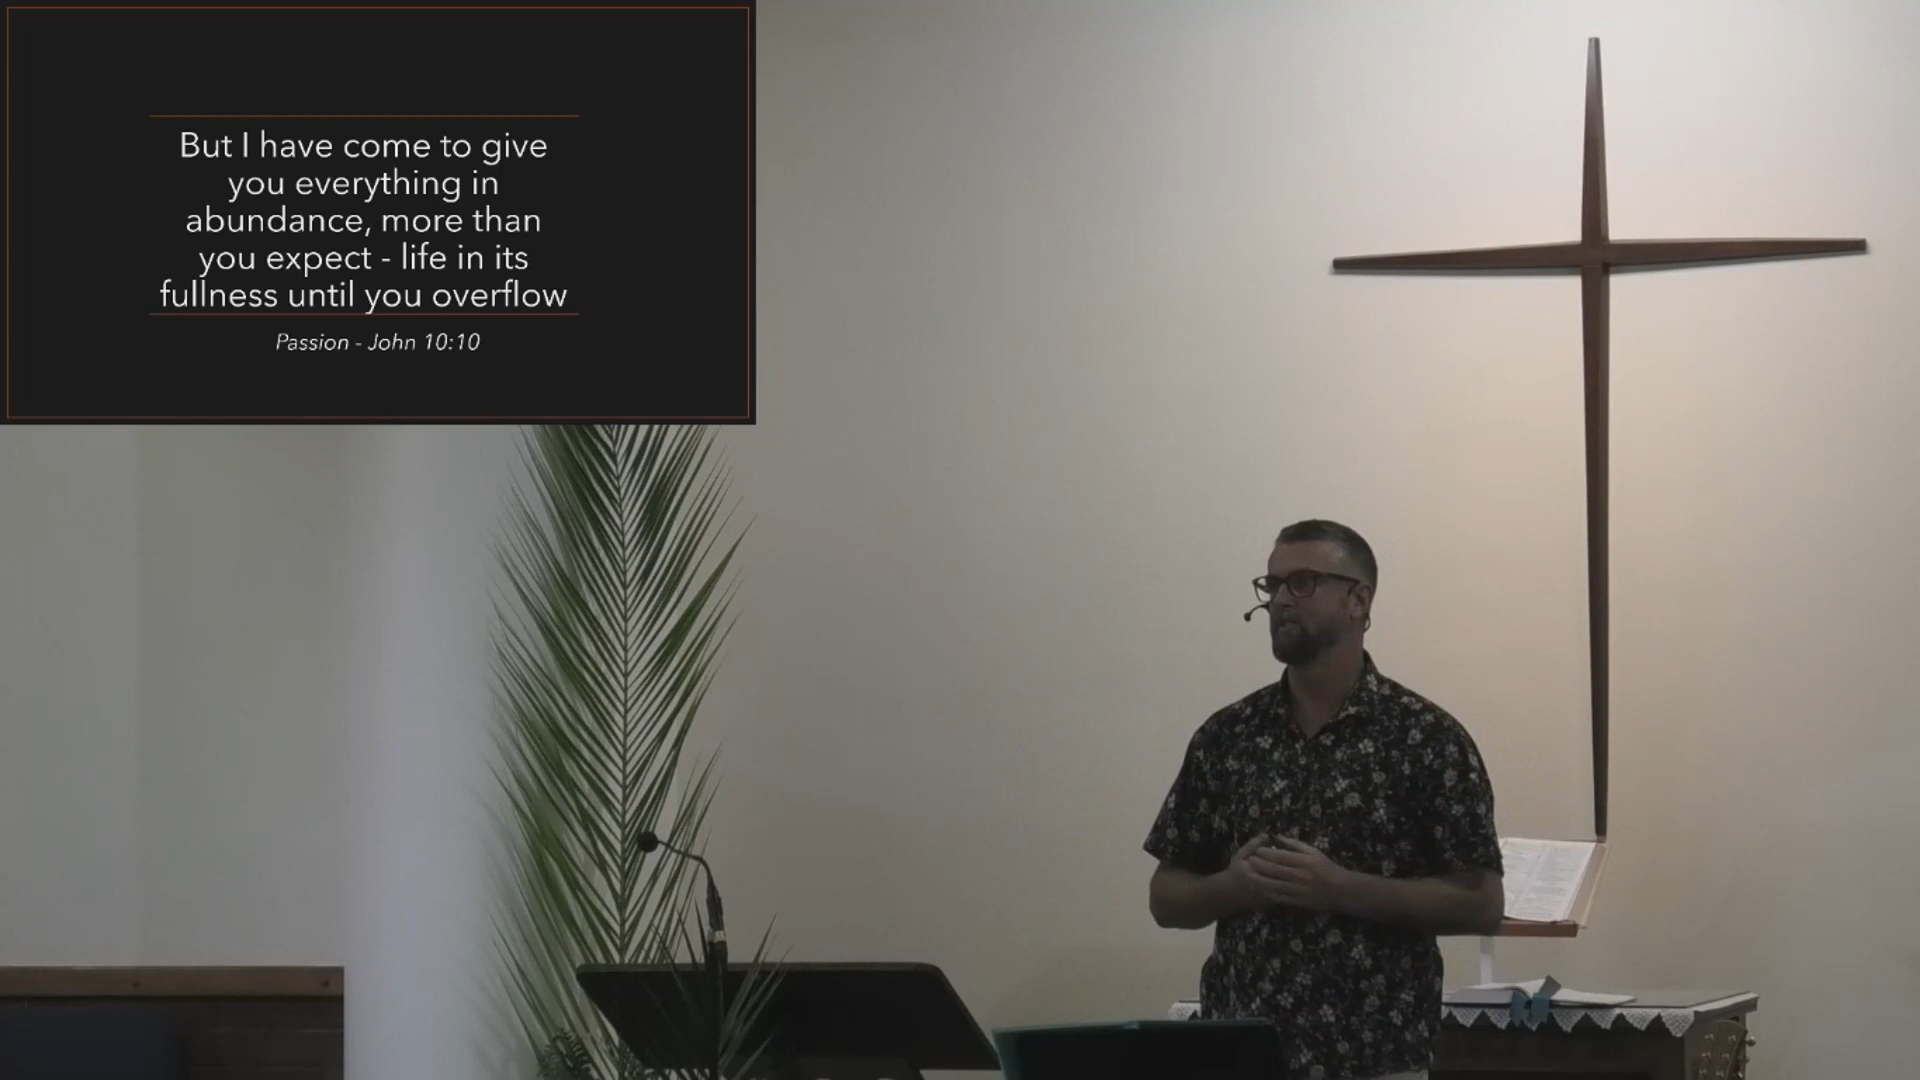 But I have come to give
you everything in
abundance, more than
you expect - life in its
fullness until you overflow
Passion - John 10:10